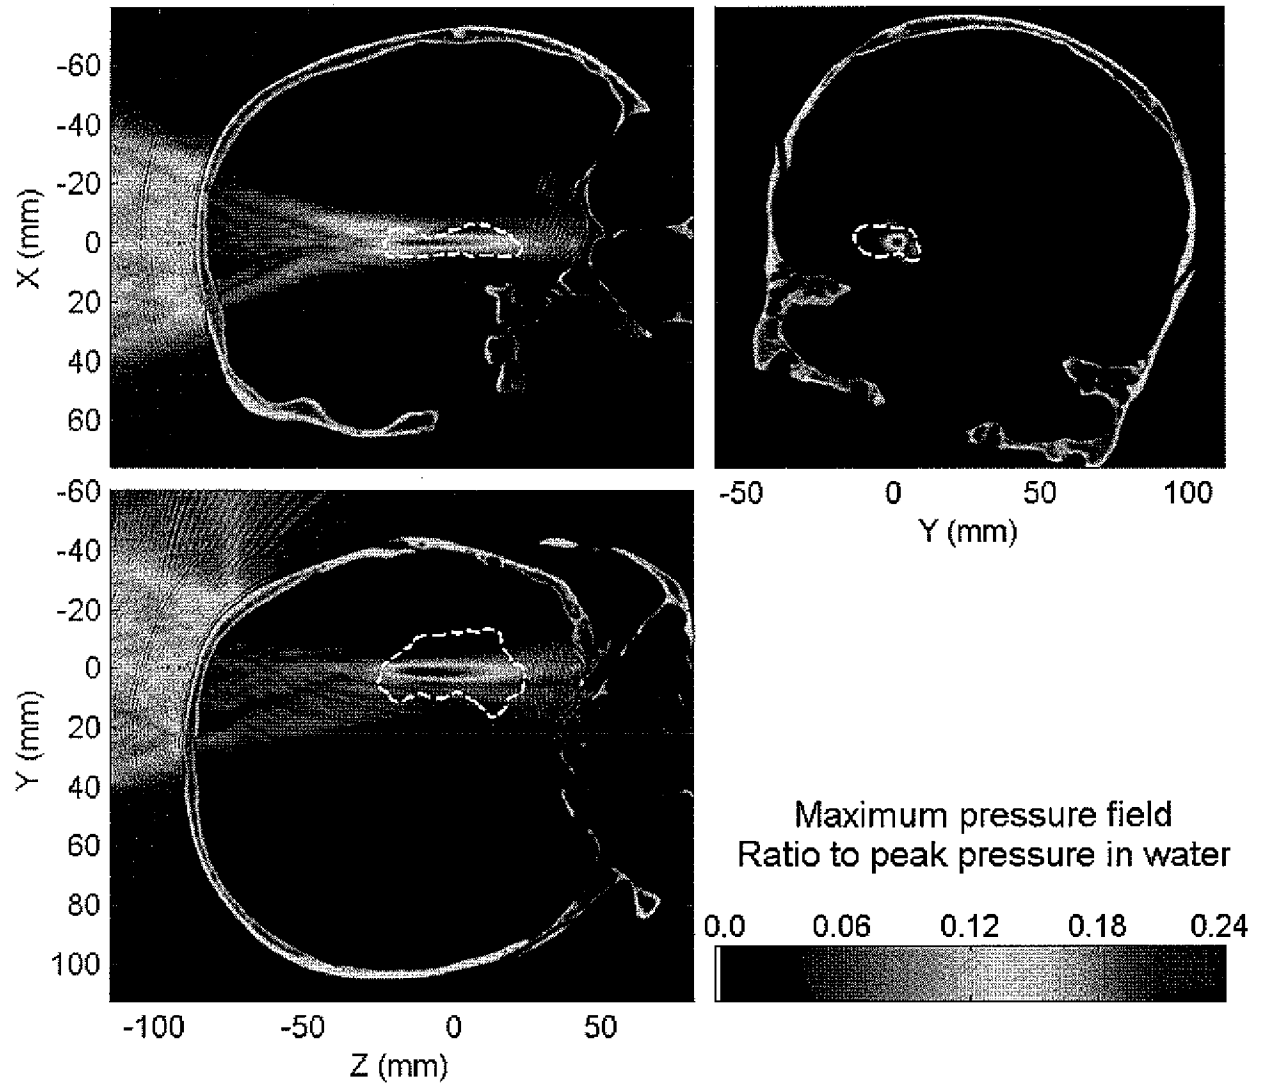 -60
-40
-20
0
20
40
60
X (mm)
-50 0 50 100
Y (mm)
-60
-40
-20
0
20
40
60
80
100
Y (mm)
-100 -50 0 50
Z (mm)
Maximum pressure field
Ratio to peak pressure in water
0.0 0.06 0.12 0.18 0.24